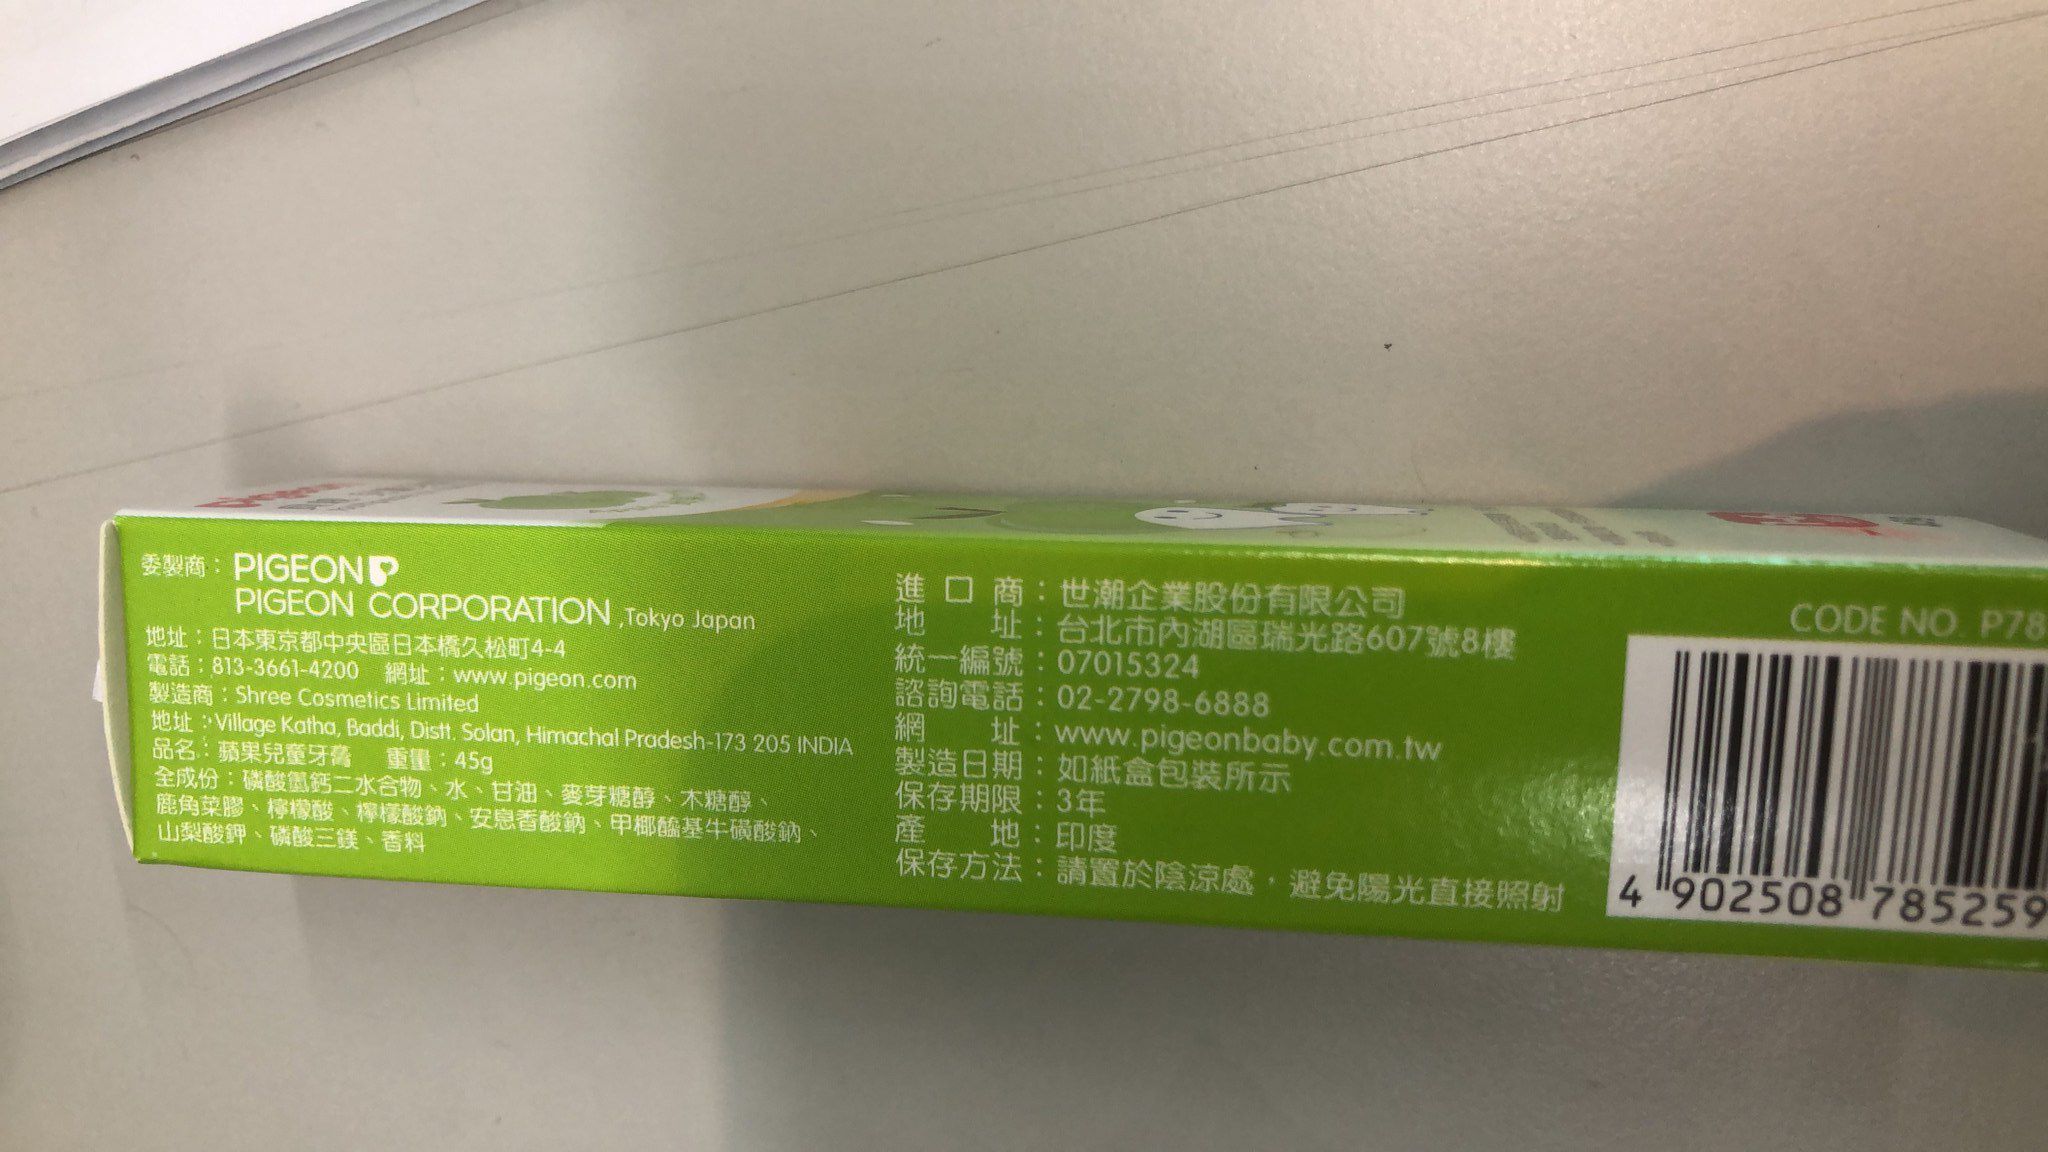 委製商：PIGEON
PIGEON CORPORATION ,Tokyo Japan
地址：日本東京都中央區日本橋久松町4-4
電話：813-3661-4200 網址：www.pigeon.com
製造商：Shree Cosmetics Limited
地址：Village Katha, Baddi, Distt. Solan, Himachal Pradesh-173 205 INDIA
品名：蘋果兒童牙膏 重量：45g
全成份：磷酸氫鈣二水合物、水、甘油、麥芽糖醇、木糖醇、
鹿角菜膠、檸檬酸、檸檬酸鈉、安息香酸鈉、甲椰醯基牛磺酸鈉、
山梨酸鉀、磷酸三鎂、香料
進口商：世潮企業股份有限公司
地址：台北市內湖區瑞光路607號8樓
統一編號：07015324
諮詢電話：02-2798-6888
網址：www.pigeonbaby.com.tw
製造日期：如紙盒包裝所示
保存期限：3年
產地：印度
保存方法：請置於陰涼處，避免陽光直接照射
CODE NO. P78
4 902508 785259